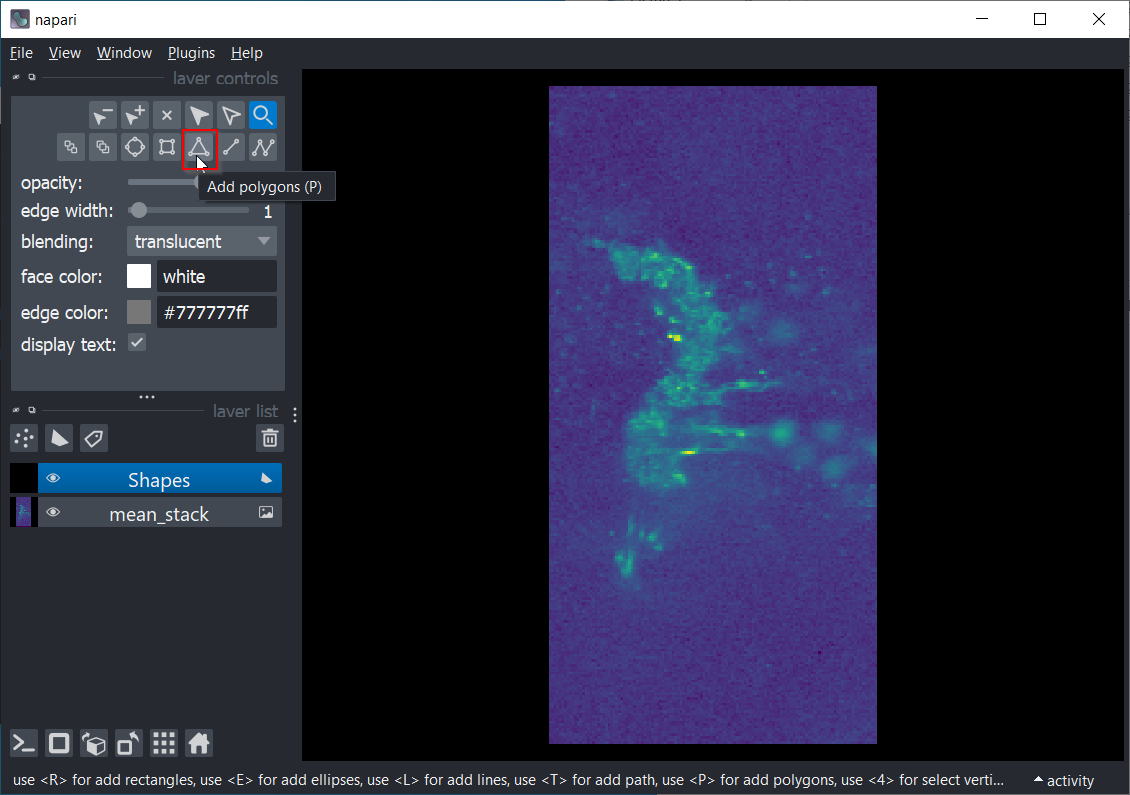 napari
File View Window Plugins Help
layer controls
Add polygons (P)
opacity:
edge width: 1
blending: translucent
face color: white
edge color: #777777ff
display text:
layer list
Shapes
mean_stack
use <R> for add rectangles, use <E> for add ellipses, use <L> for add lines, use <T> for add path, use <P> for add polygons, use <4> for select verti...
activity